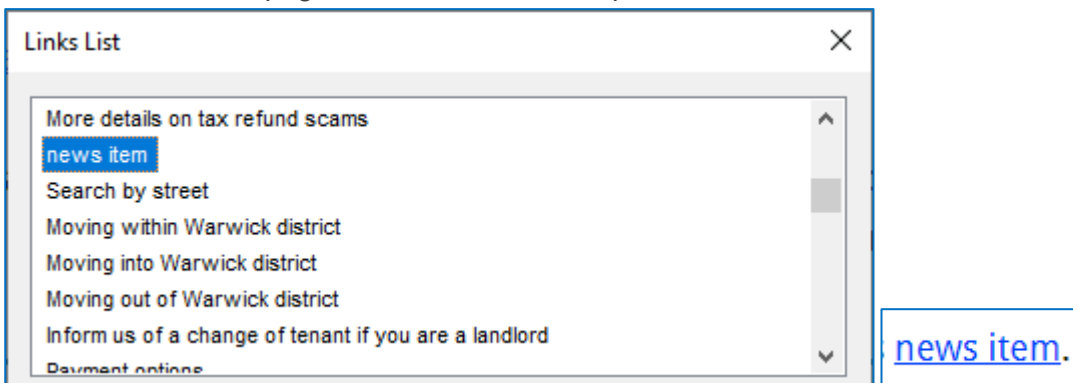 Links List
More details on tax refund scams
news item
Search by street
Moving within Warwick district
Moving into Warwick district
Moving out of Warwick district
Inform us of a change of tenant if you are a landlord
Payment options
news item.